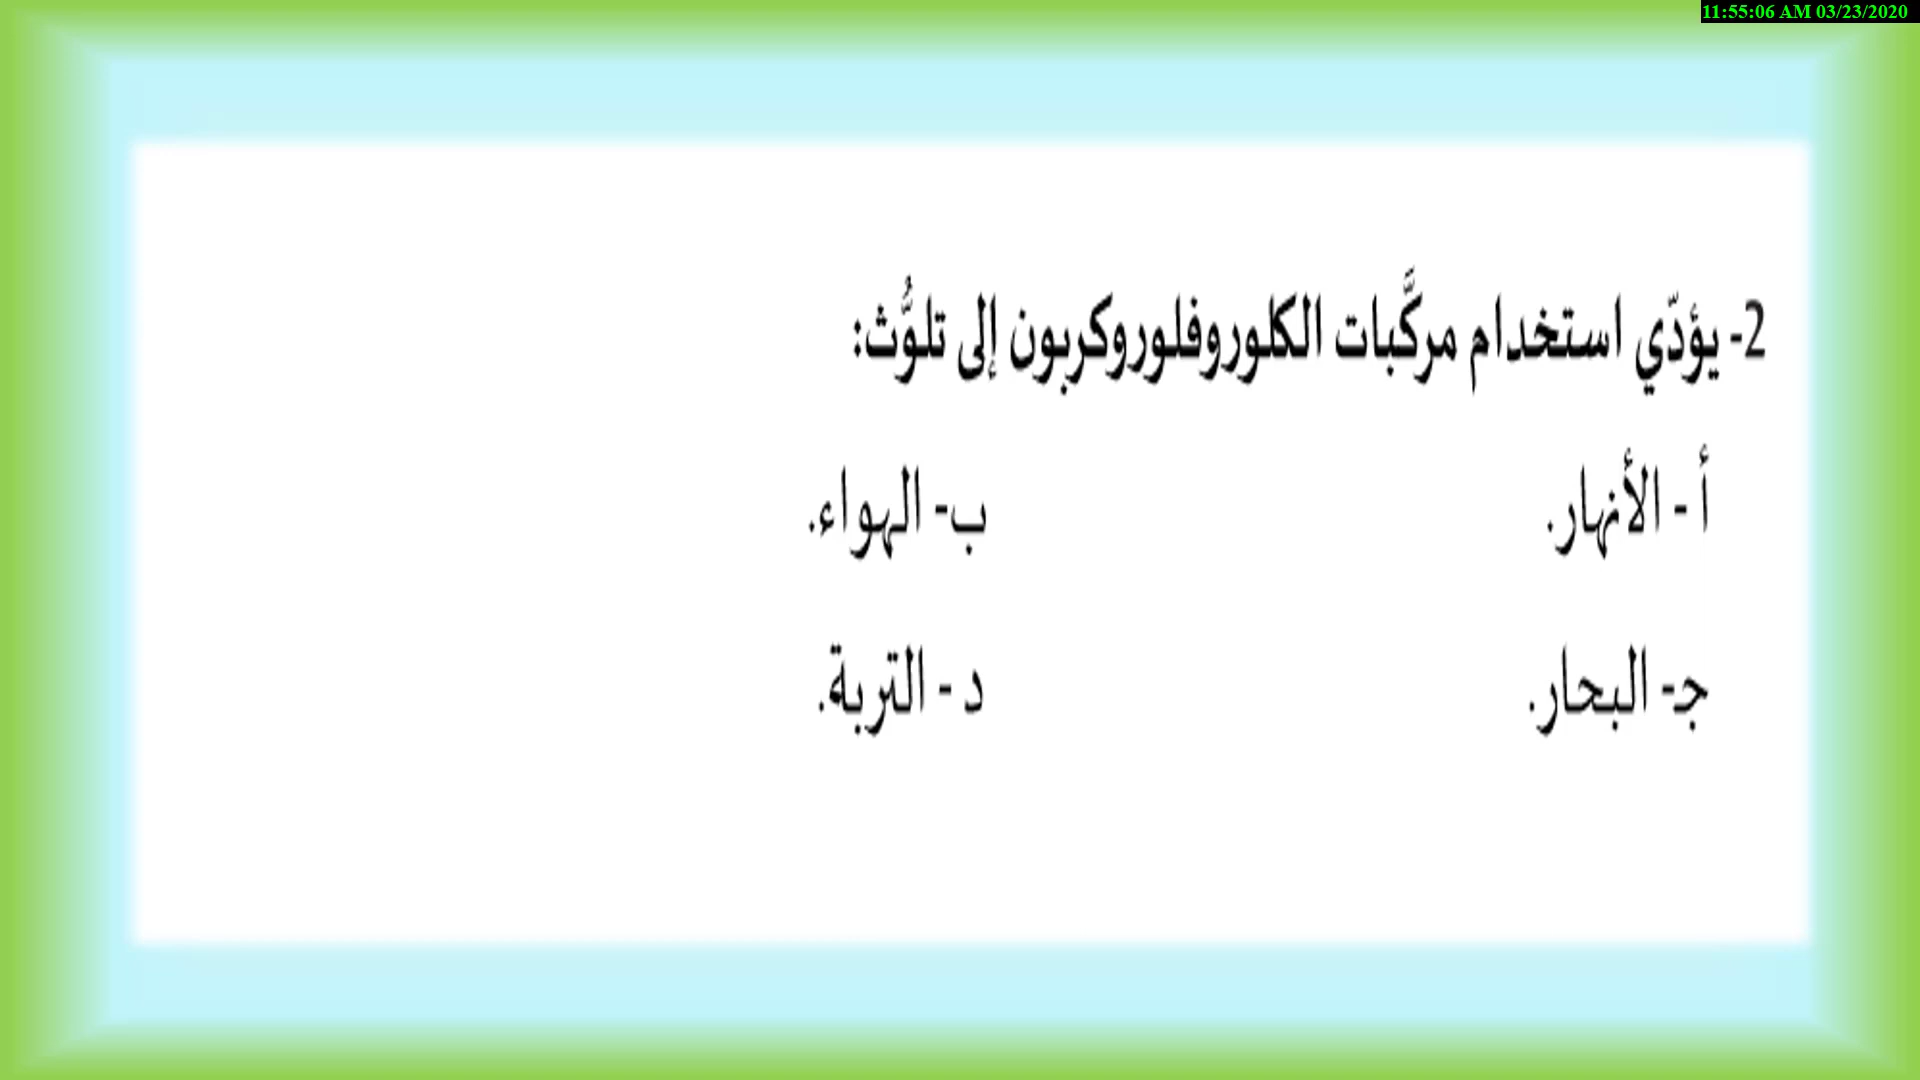 11:55:06 AM 03/23/2020
2- يؤدّي استخدام مركَّبات الكلوروفلوروكربون إلى تلوُّث:
أ - الأنهار. ب- الهواء.
جـ- البحار. د - التربة.